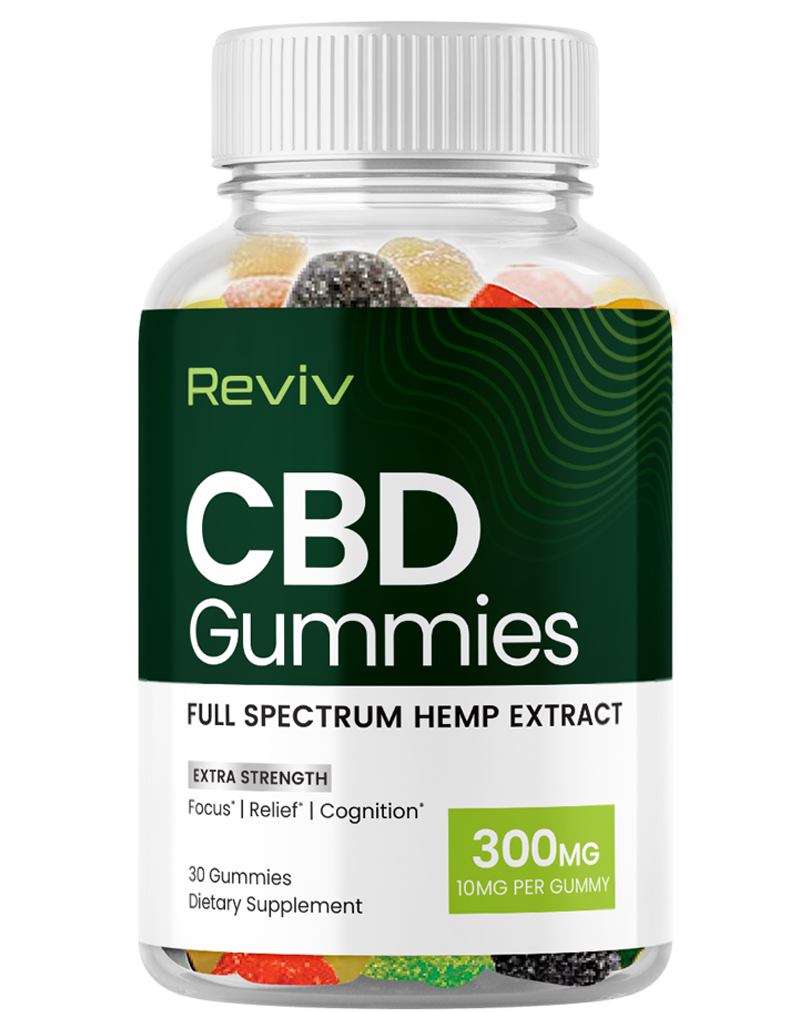 Reviv
CBD
Gummies
FULL SPECTRUM HEMP EXTRACT
EXTRA STRENGTH
Focus* | Relief* | Cognition*
300MG
10MG PER GUMMY
30 Gummies
Dietary Supplement